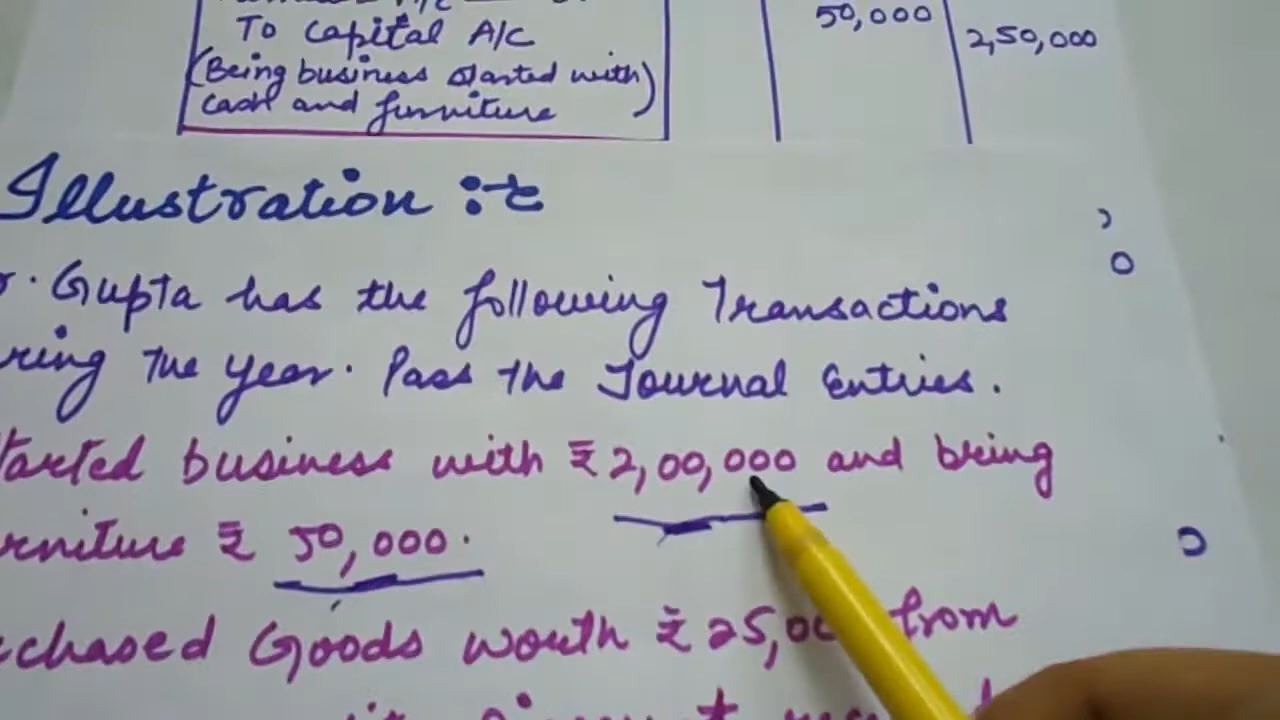 50,000
To Capital A/C
2,50,000
(Being business started with)
cash and furniture
Illustration :-
Gupta has the following Transactions
The year. Pass the Journal Entries.
business with ₹2,00,000 and being
₹ 50,000.
Goods worth ₹25,00 from